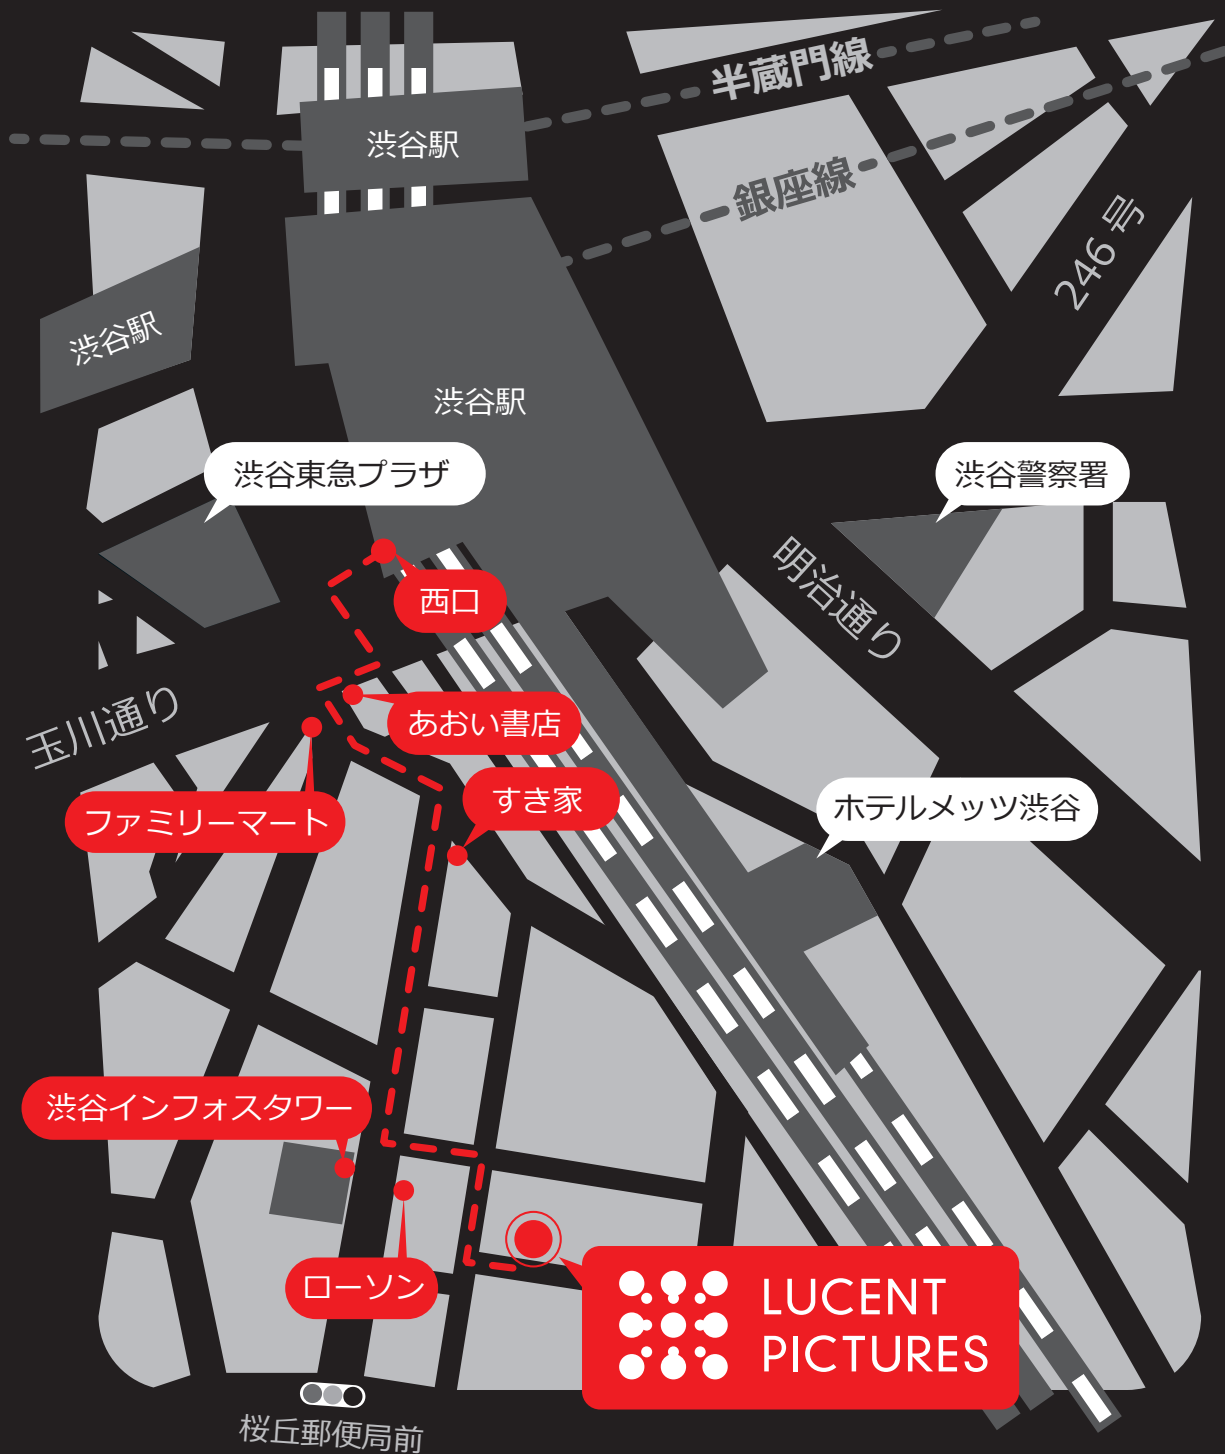 半蔵門線
渋谷駅
銀座線
246号
渋谷駅
渋谷駅
渋谷東急プラザ
渋谷警察署
明治通り
西口
玉川通り
あおい書店
すき家
ファミリーマート
ホテルメッツ渋谷
渋谷インフォスタワー
ローソン
LUCENT
PICTURES
桜丘郵便局前